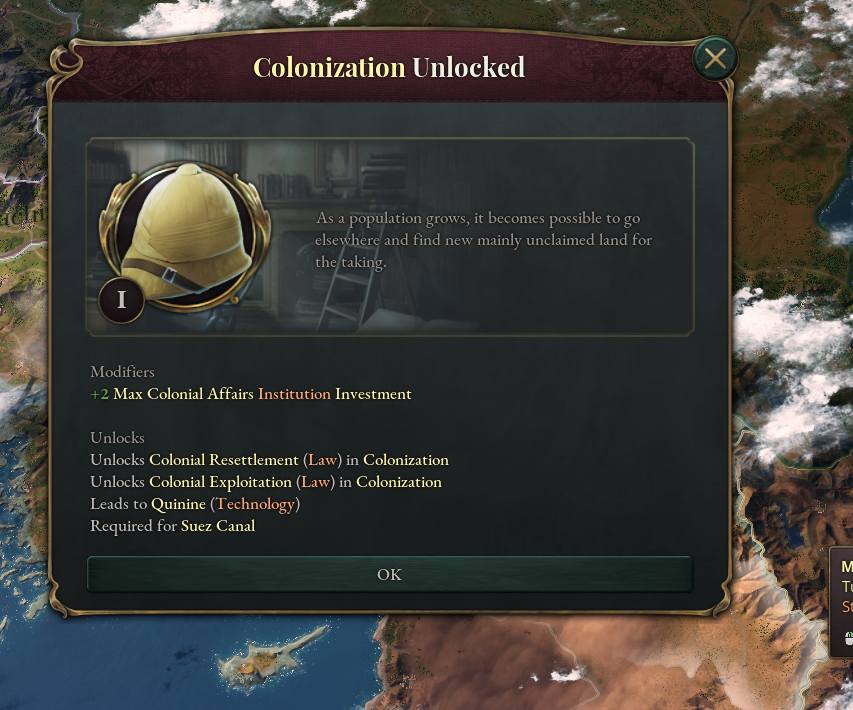 Colonization Unlocked
As a population grows, it becomes possible to go
elsewhere and find new mainly unclaimed land for
the taking.
I
Modifiers
+2 Max Colonial Affairs Institution Investment
Unlocks
Unlocks Colonial Resettlement (Law) in Colonization
Unlocks Colonial Exploitation (Law) in Colonization
Leads to Quinine (Technology)
Required for Suez Canal
OK